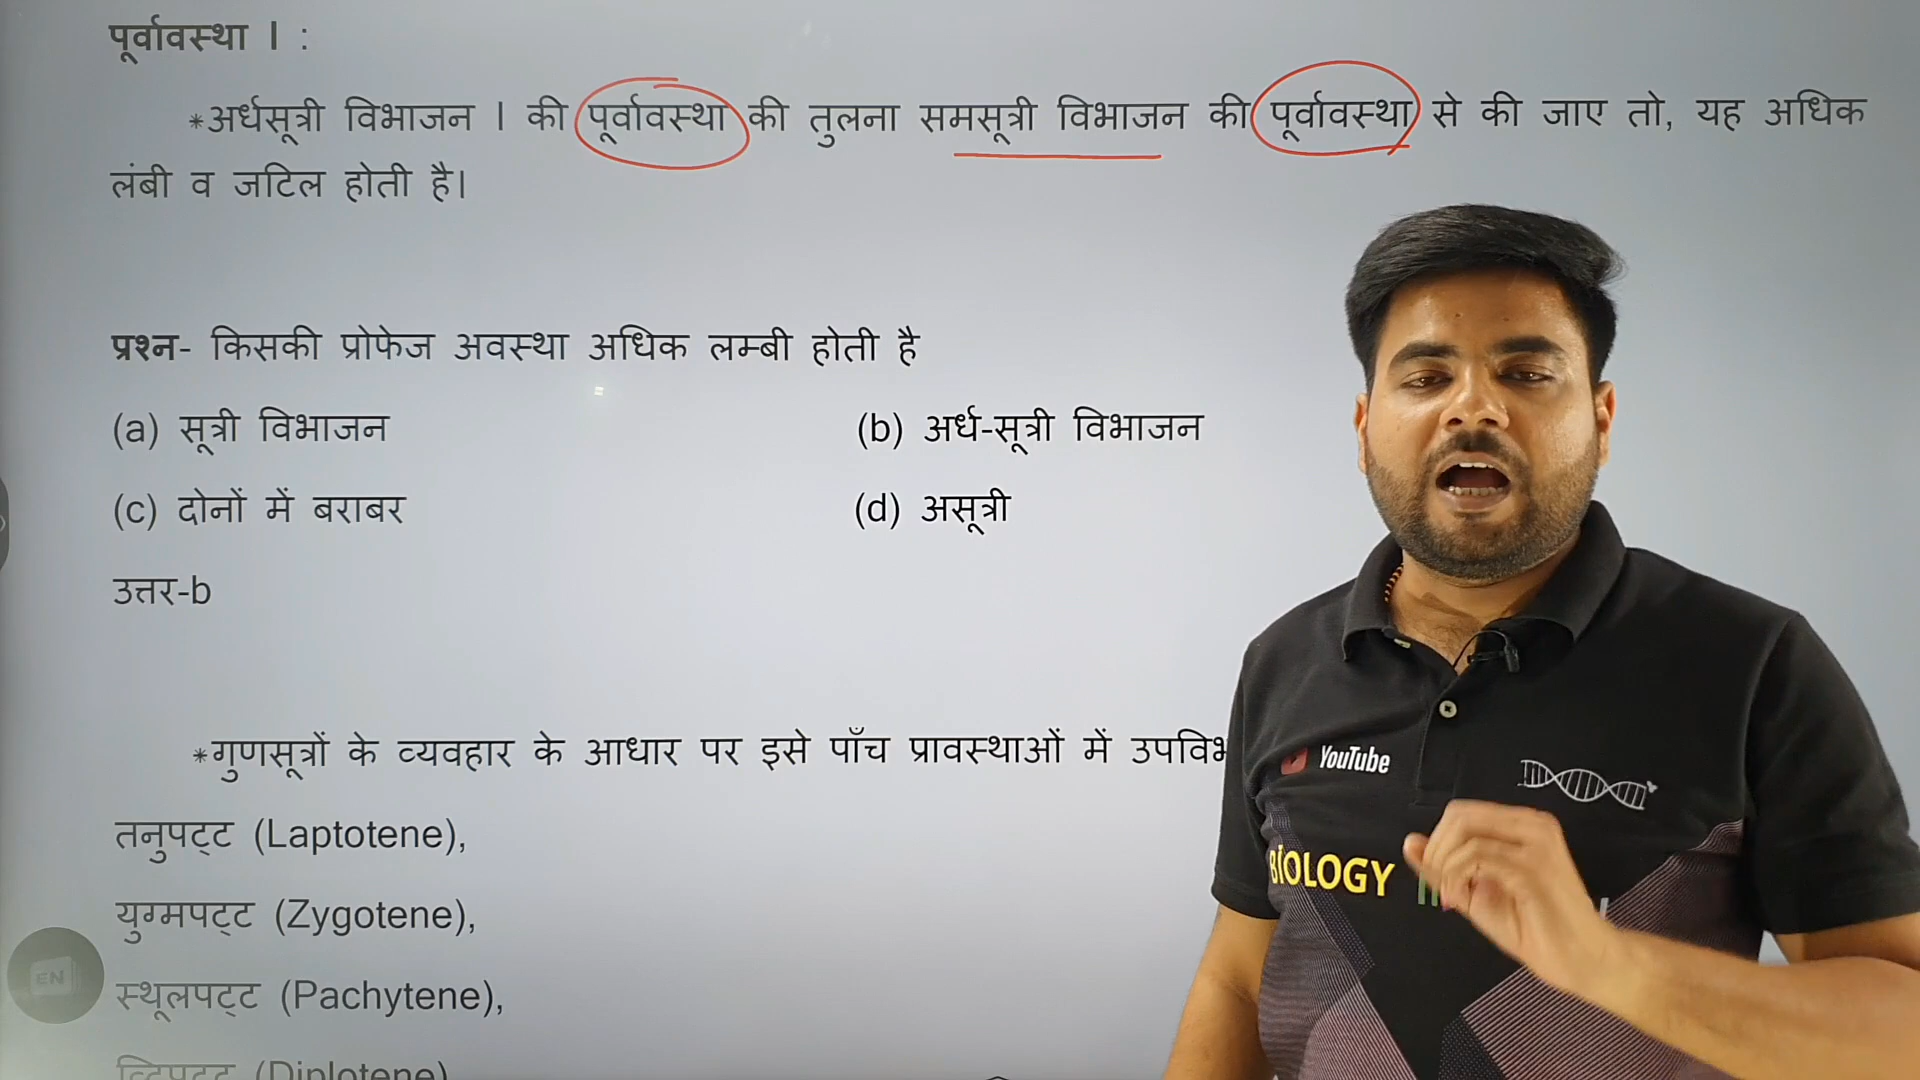 पूर्वावस्था I :
*अर्धसूत्री विभाजन I की पूर्वावस्था की तुलना समसूत्री विभाजन की पूर्वावस्था से की जाए तो, यह अधिक
लंबी व जटिल होती है।
प्रश्न- किसकी प्रोफेज अवस्था अधिक लम्बी होती है
(a) सूत्री विभाजन (b) अर्ध-सूत्री विभाजन
(c) दोनों में बराबर (d) असूत्री
उत्तर-b
*गुणसूत्रों के व्यवहार के आधार पर इसे पाँच प्रावस्थाओं में
तनुपट्ट (Laptotene),
युग्मपट्ट (Zygotene),
स्थूलपट्ट (Pachytene),
द्विपट्ट (Diplotene)
YouTube
BIOLOGY
EN